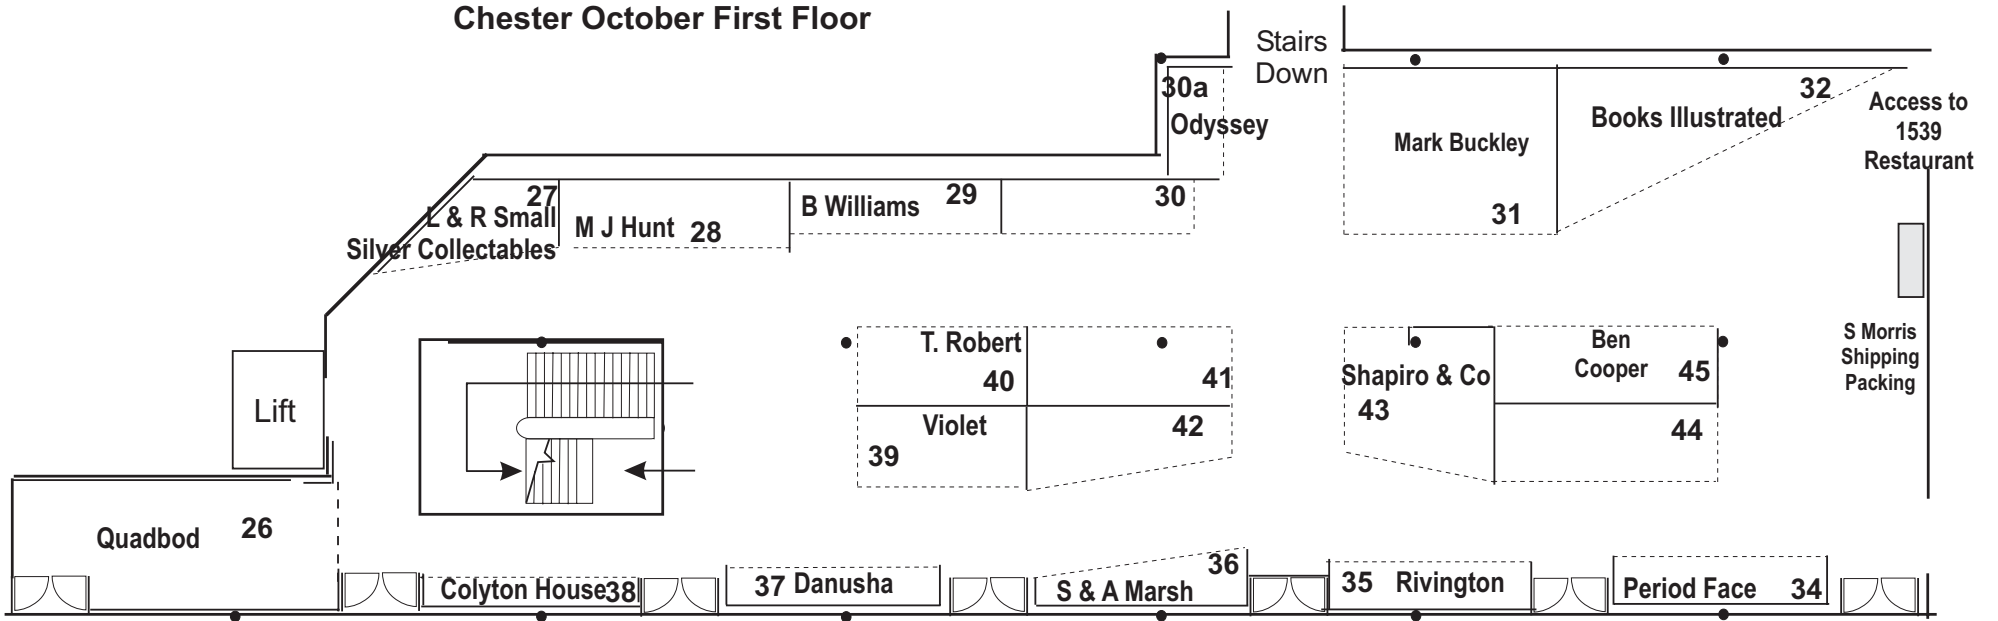 Chester October First Floor
Stairs
Down
30a
Odyssey
32
Books Illustrated
Access to
1539
Restaurant
Mark Buckley
31
27
L & R Small
Silver Collectables
M J Hunt 28
B Williams 29
30
T. Robert
40
41
Violet
39
42
Shapiro & Co
43
Ben
Cooper 45
44
S Morris
Shipping
Packing
Lift
Quadbod 26
Colyton House 38
37 Danusha
36
S & A Marsh
35 Rivington
Period Face 34